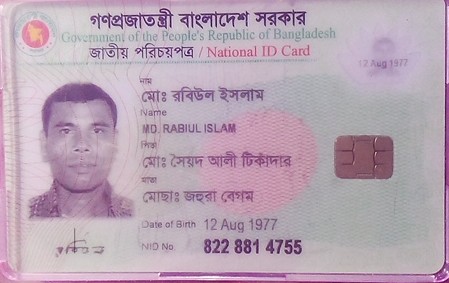 গণপ্রজাতন্ত্রী বাংলাদেশ সরকার
Government of the People's Republic of Bangladesh
জাতীয় পরিচয়পত্র / National ID Card
12 Aug 1977
নাম
মোঃ রবিউল ইসলাম
Name
MD. RABIUL ISLAM
পিতা
মোঃ সৈয়দ আলী টিকাদার
মাতা
মোছাঃ জহুরা বেগম
Date of Birth 12 Aug 1977
NID No. 822 881 4755